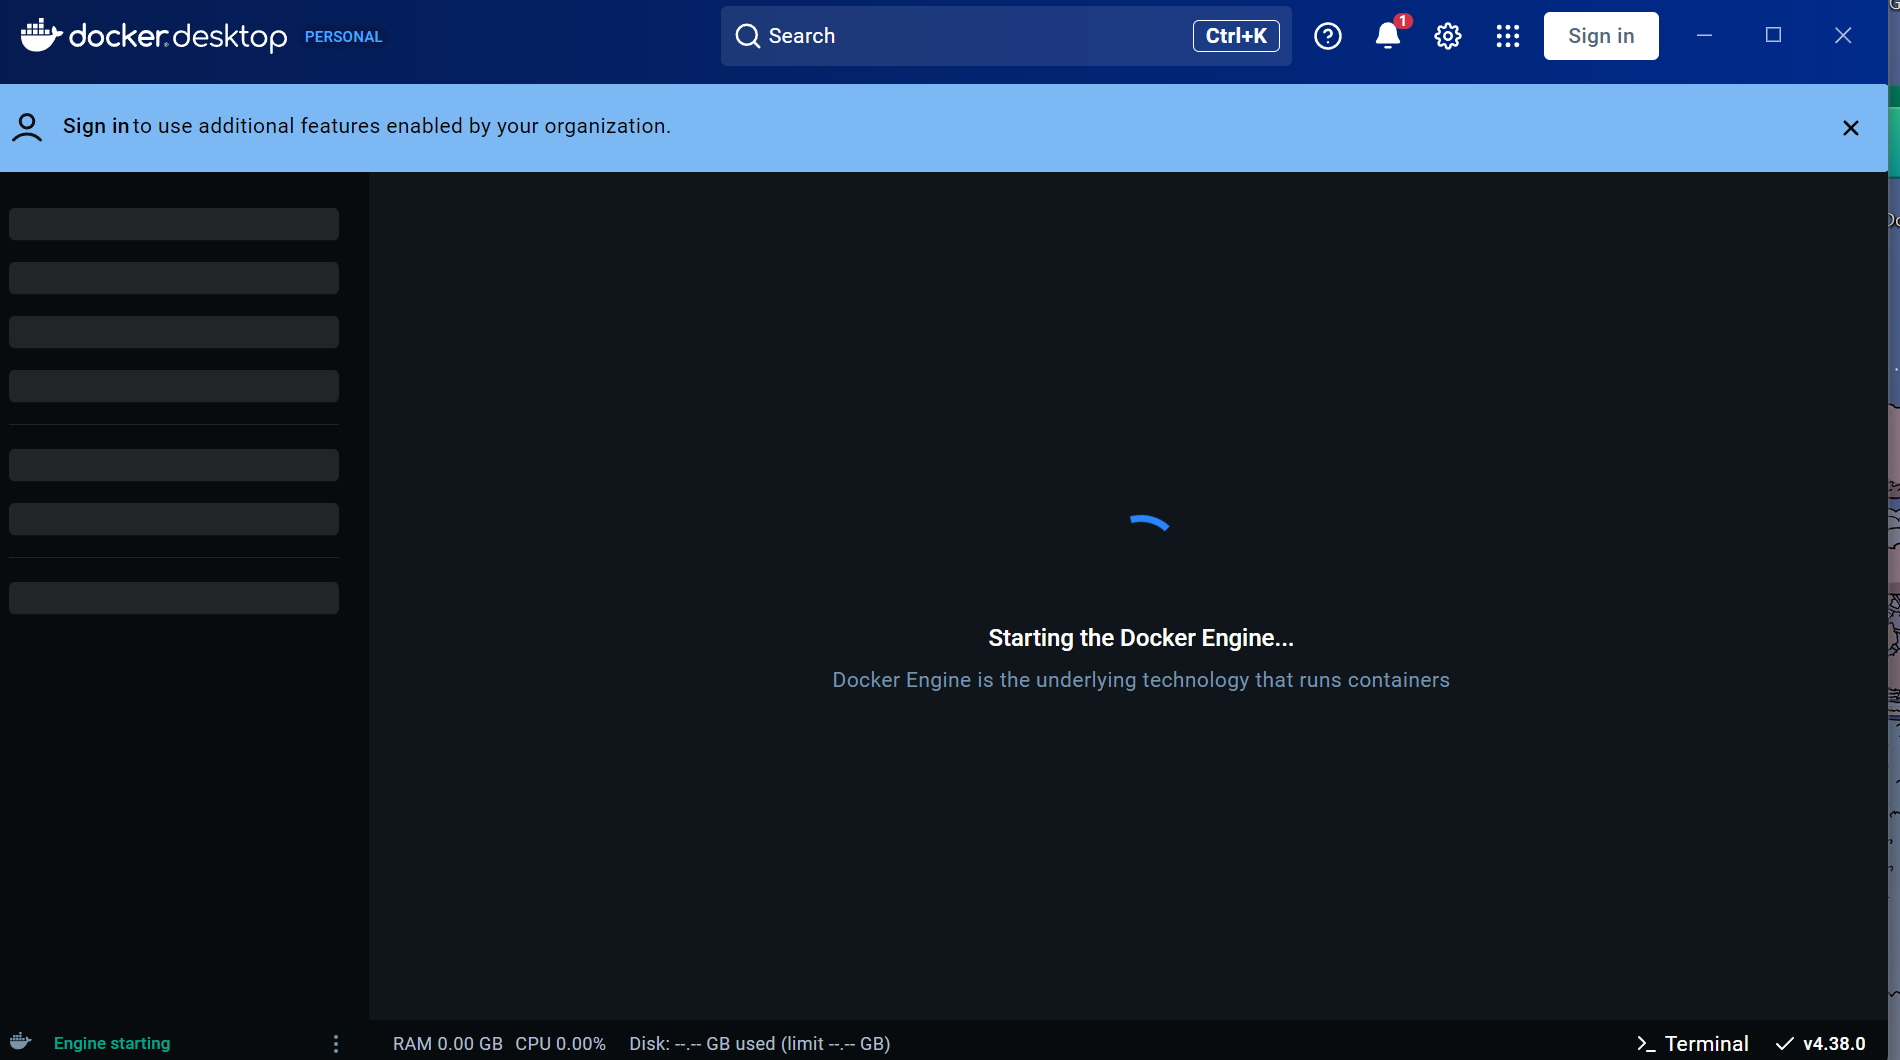 docker.desktop PERSONAL
Search Ctrl+K
1
Sign in
Sign in to use additional features enabled by your organization.
Starting the Docker Engine...
Docker Engine is the underlying technology that runs containers
Engine starting
RAM 0.00 GB CPU 0.00% Disk: --.-- GB used (limit --.-- GB)
Terminal v4.38.0